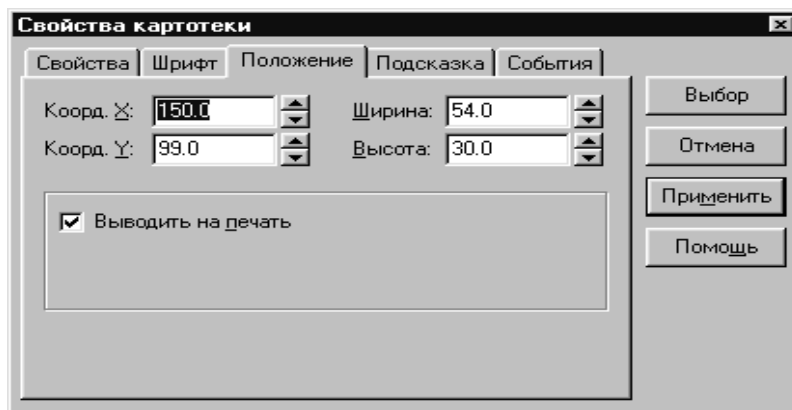 Свойства картотеки
Свойства Шрифт Положение Подсказка События
Коорд. X: 150.0 Ширина: 54.0
Коорд. Y: 99.0 Высота: 30.0
Выводить на печать
Выбор
Отмена
Применить
Помощь